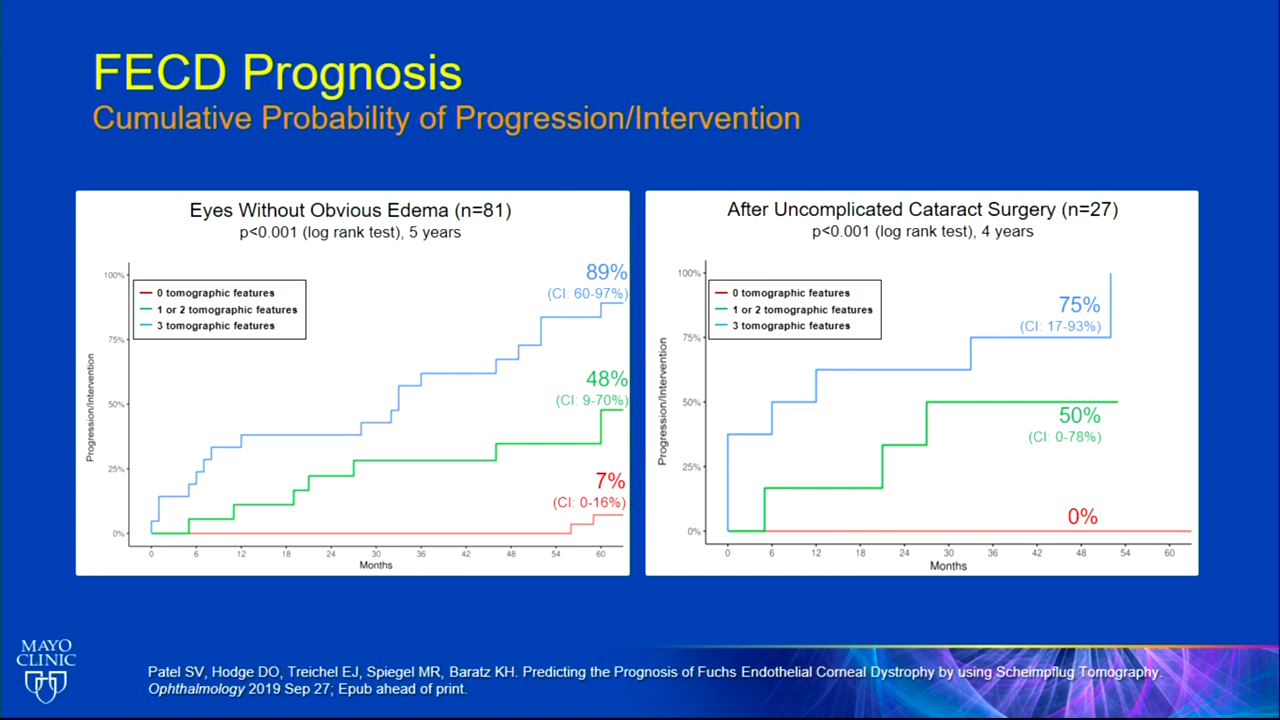 FECD Prognosis
Cumulative Probability of Progression/Intervention
Eyes Without Obvious Edema (n=81)
p<0.001 (log rank test), 5 years
0 tomographic features
1 or 2 tomographic features
3 tomographic features
89%
(CI: 60-97%)
48%
(CI: 9-70%)
7%
(CI: 0-16%)
100%
75%
50%
25%
0%
Progression/Intervention
0 6 12 18 24 30 36 42 48 54 60
Months
After Uncomplicated Cataract Surgery (n=27)
p<0.001 (log rank test), 4 years
0 tomographic features
1 or 2 tomographic features
3 tomographic features
75%
(CI: 17-93%)
50%
(CI: 0-78%)
0%
100%
75%
50%
25%
0%
Progression/Intervention
0 6 12 18 24 30 36 42 48 54 60
Months
MAYO
CLINIC
Patel SV, Hodge DO, Treichel EJ, Spiegel MR, Baratz KH. Predicting the Prognosis of Fuchs Endothelial Corneal Dystrophy by using Scheimpflug Tomography.
Ophthalmology 2019 Sep 27; Epub ahead of print.